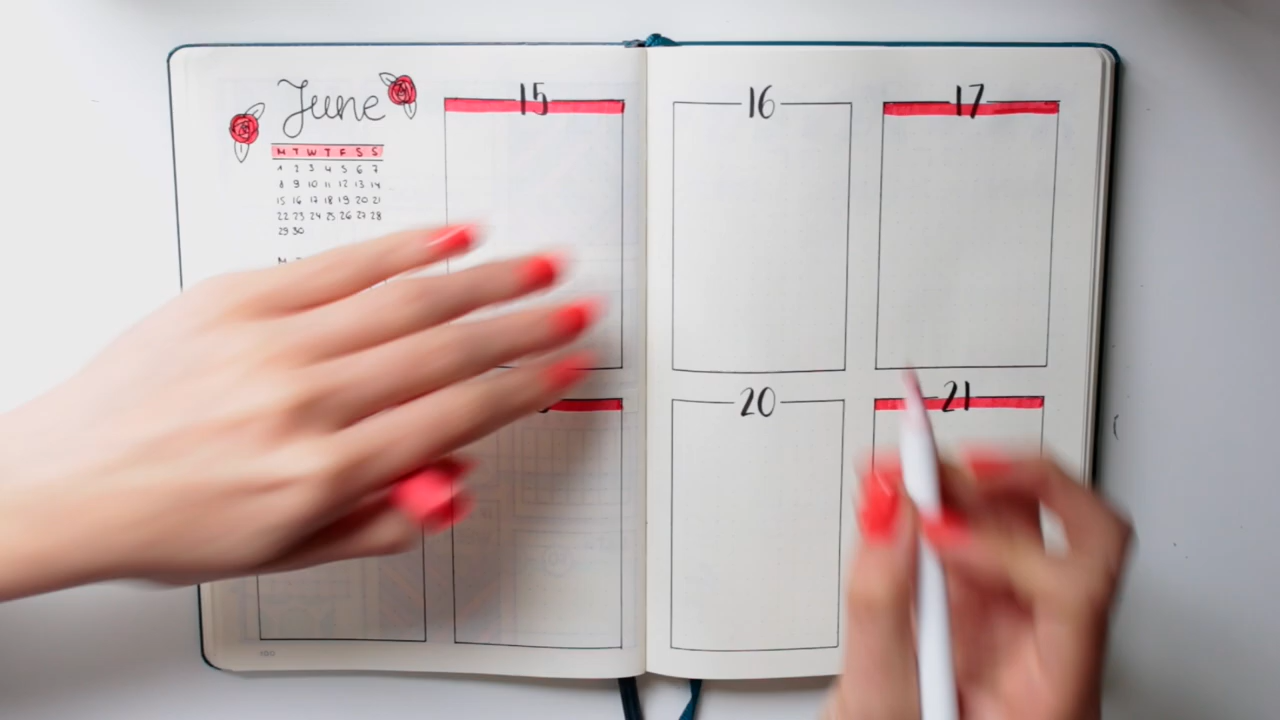 June
M T W T F S S
1 2 3 4 5 6 7
8 9 10 11 12 13 14
15 16 17 18 19 20 21
22 23 24 25 26 27 28
29 30
M T
15
16
17
20
21
100